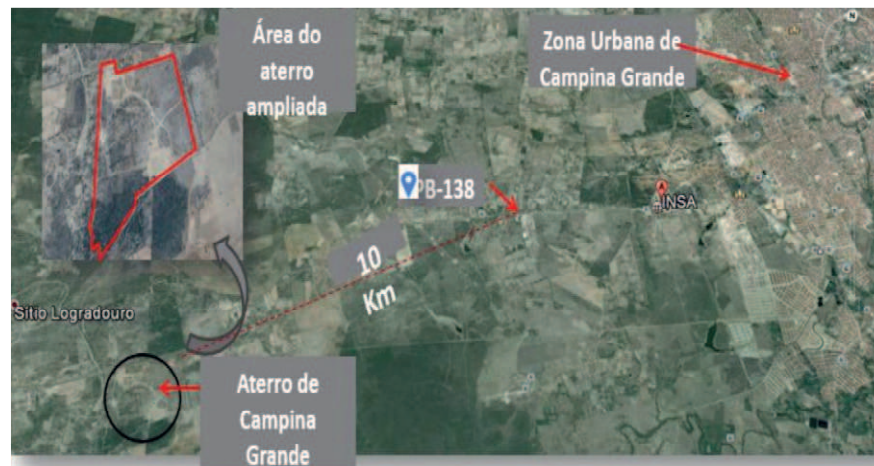 Área do
aterro
ampliada
Zona Urbana de
Campina Grande
N
PB-138
A
INSA
10
Km
Sítio Logradouro
Aterro de
Campina
Grande